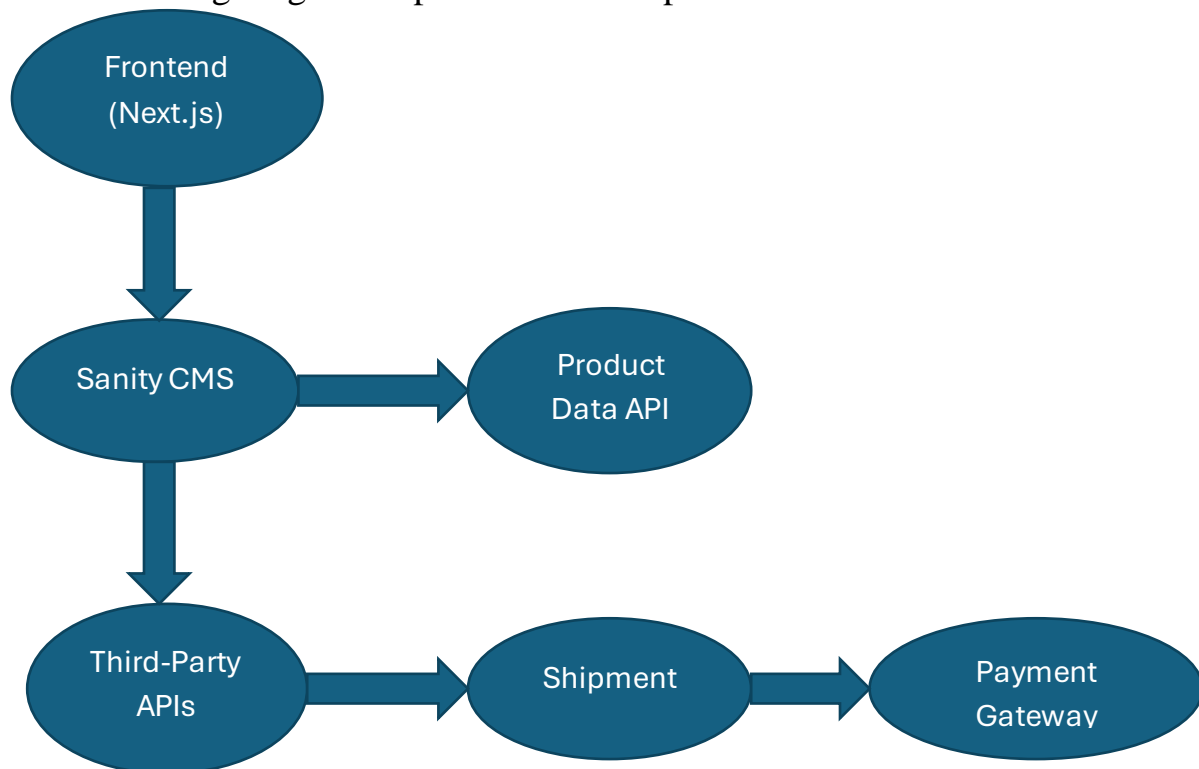 Frontend
(Next.js)
Sanity CMS
Product
Data API
Third-Party
APIs
Shipment
Payment
Gateway